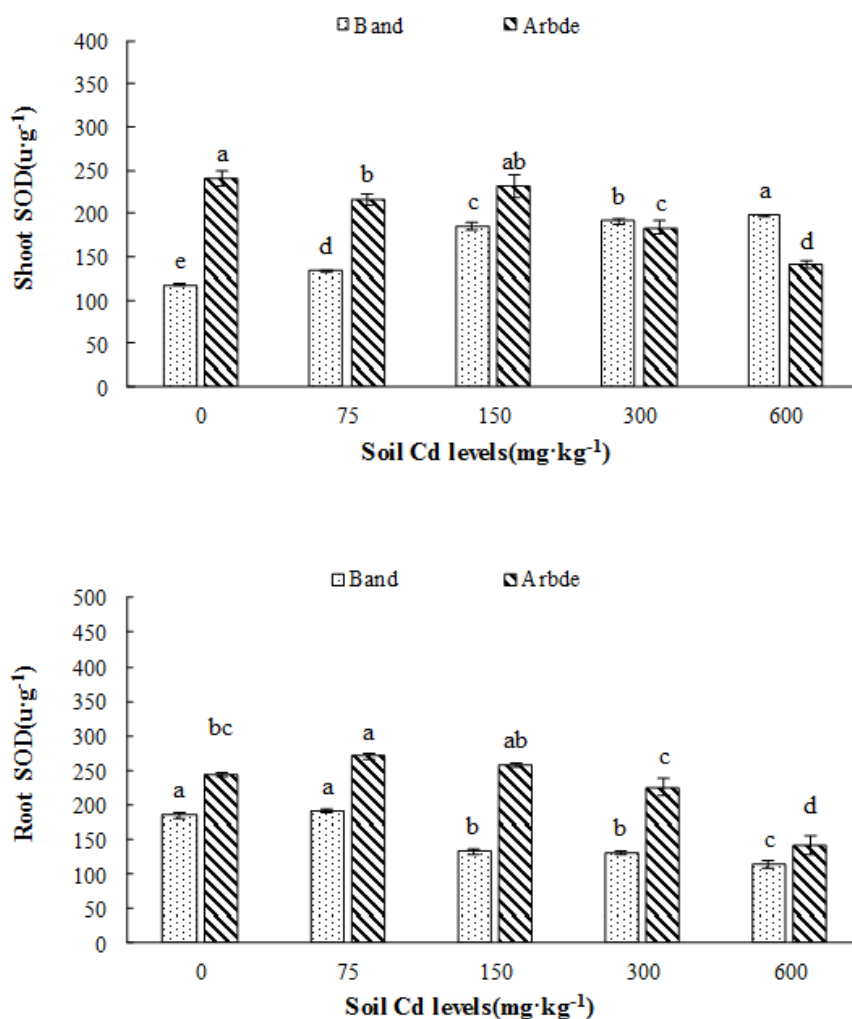 Band Arbde
400
350
300
250
200
150
100
50
0
Shoot SOD(u·g⁻¹)
e a d b c ab b c a d
0 75 150 300 600
Soil Cd levels(mg·kg⁻¹)
Band Arbde
500
450
400
350
300
250
200
150
100
50
0
Root SOD(u·g⁻¹)
a bc a a b ab b c c d
0 75 150 300 600
Soil Cd levels(mg·kg⁻¹)